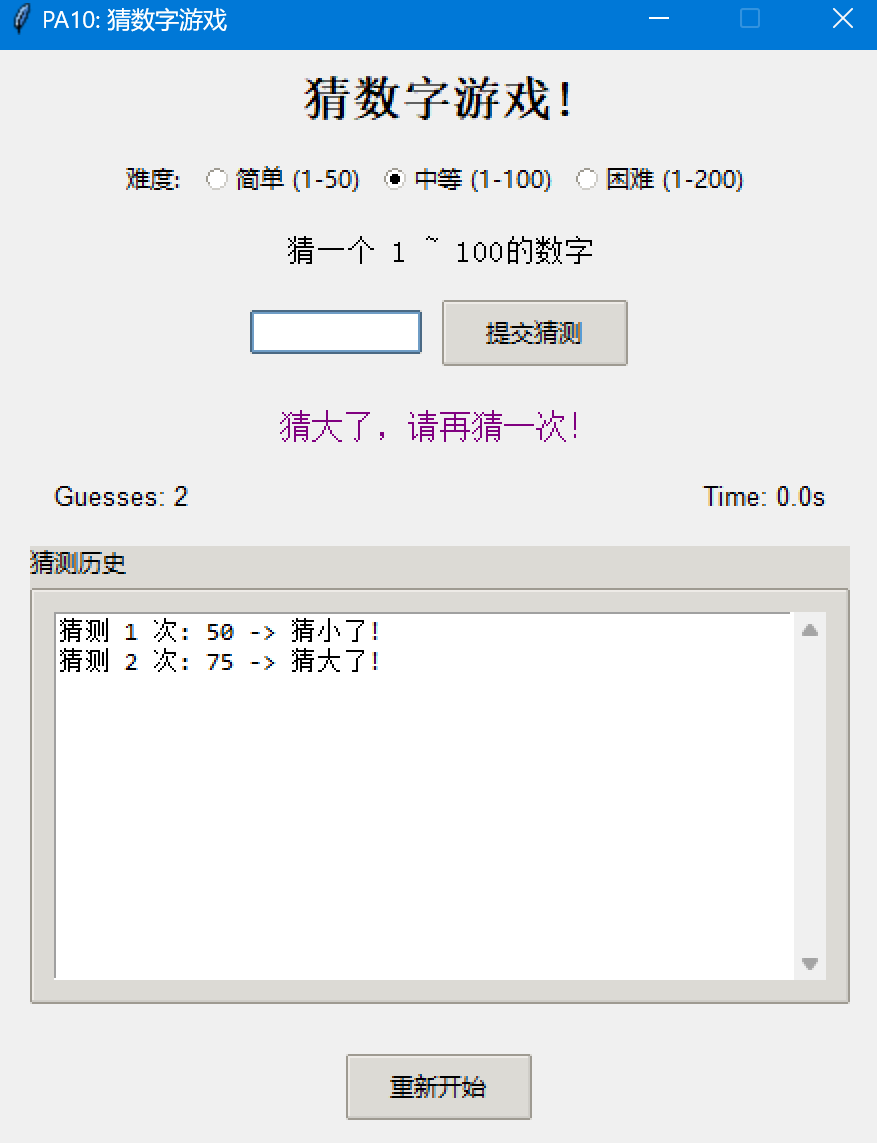 PA10: 猜数字游戏
猜数字游戏!
难度: 简单 (1-50) 中等 (1-100) 困难 (1-200)
猜一个 1 ~ 100的数字
提交猜测
猜大了，请再猜一次!
Guesses: 2 Time: 0.0s
猜测历史
猜测 1 次: 50 -> 猜小了!
猜测 2 次: 75 -> 猜大了!
重新开始